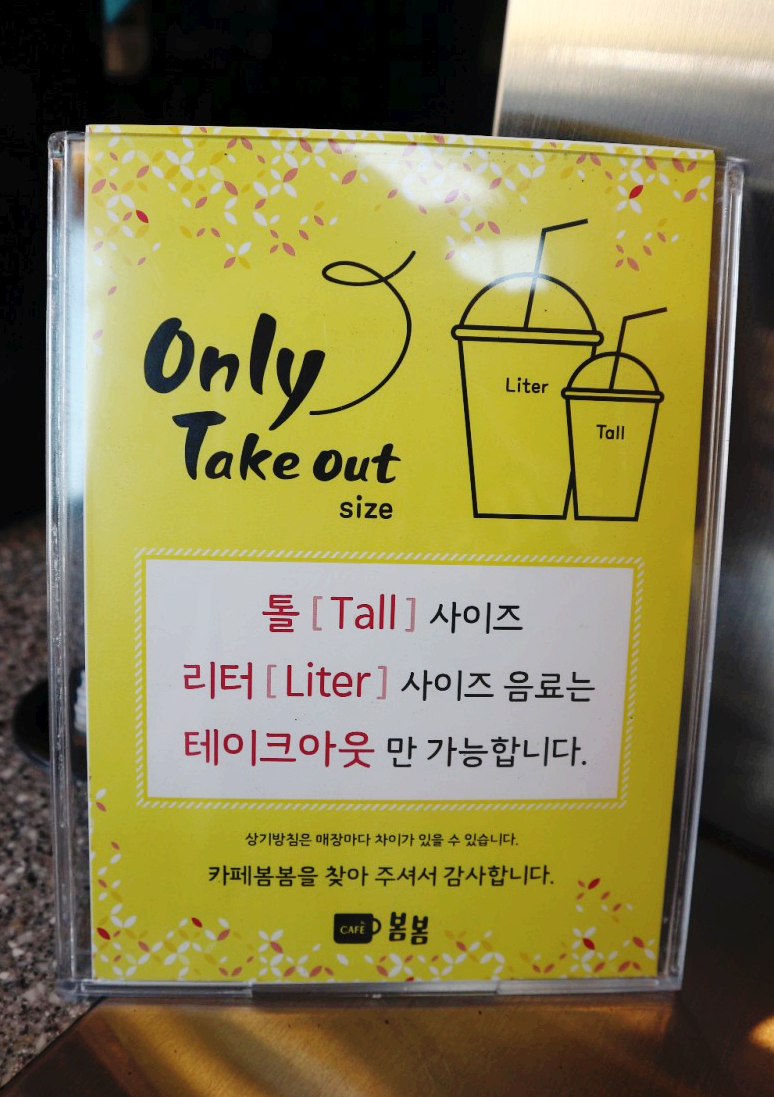 Only
Take out
size
Liter
Tall
톨 [Tall] 사이즈
리터 [Liter] 사이즈 음료는
테이크아웃 만 가능합니다.
상기방침은 매장마다 차이가 있을 수 있습니다.
카페봄봄을 찾아 주셔서 감사합니다.
CAFÉ 봄봄